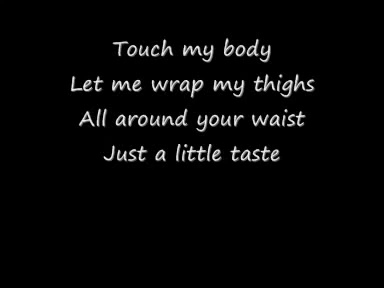 Touch my body
Let me wrap my thighs
All around your waist
Just a little taste